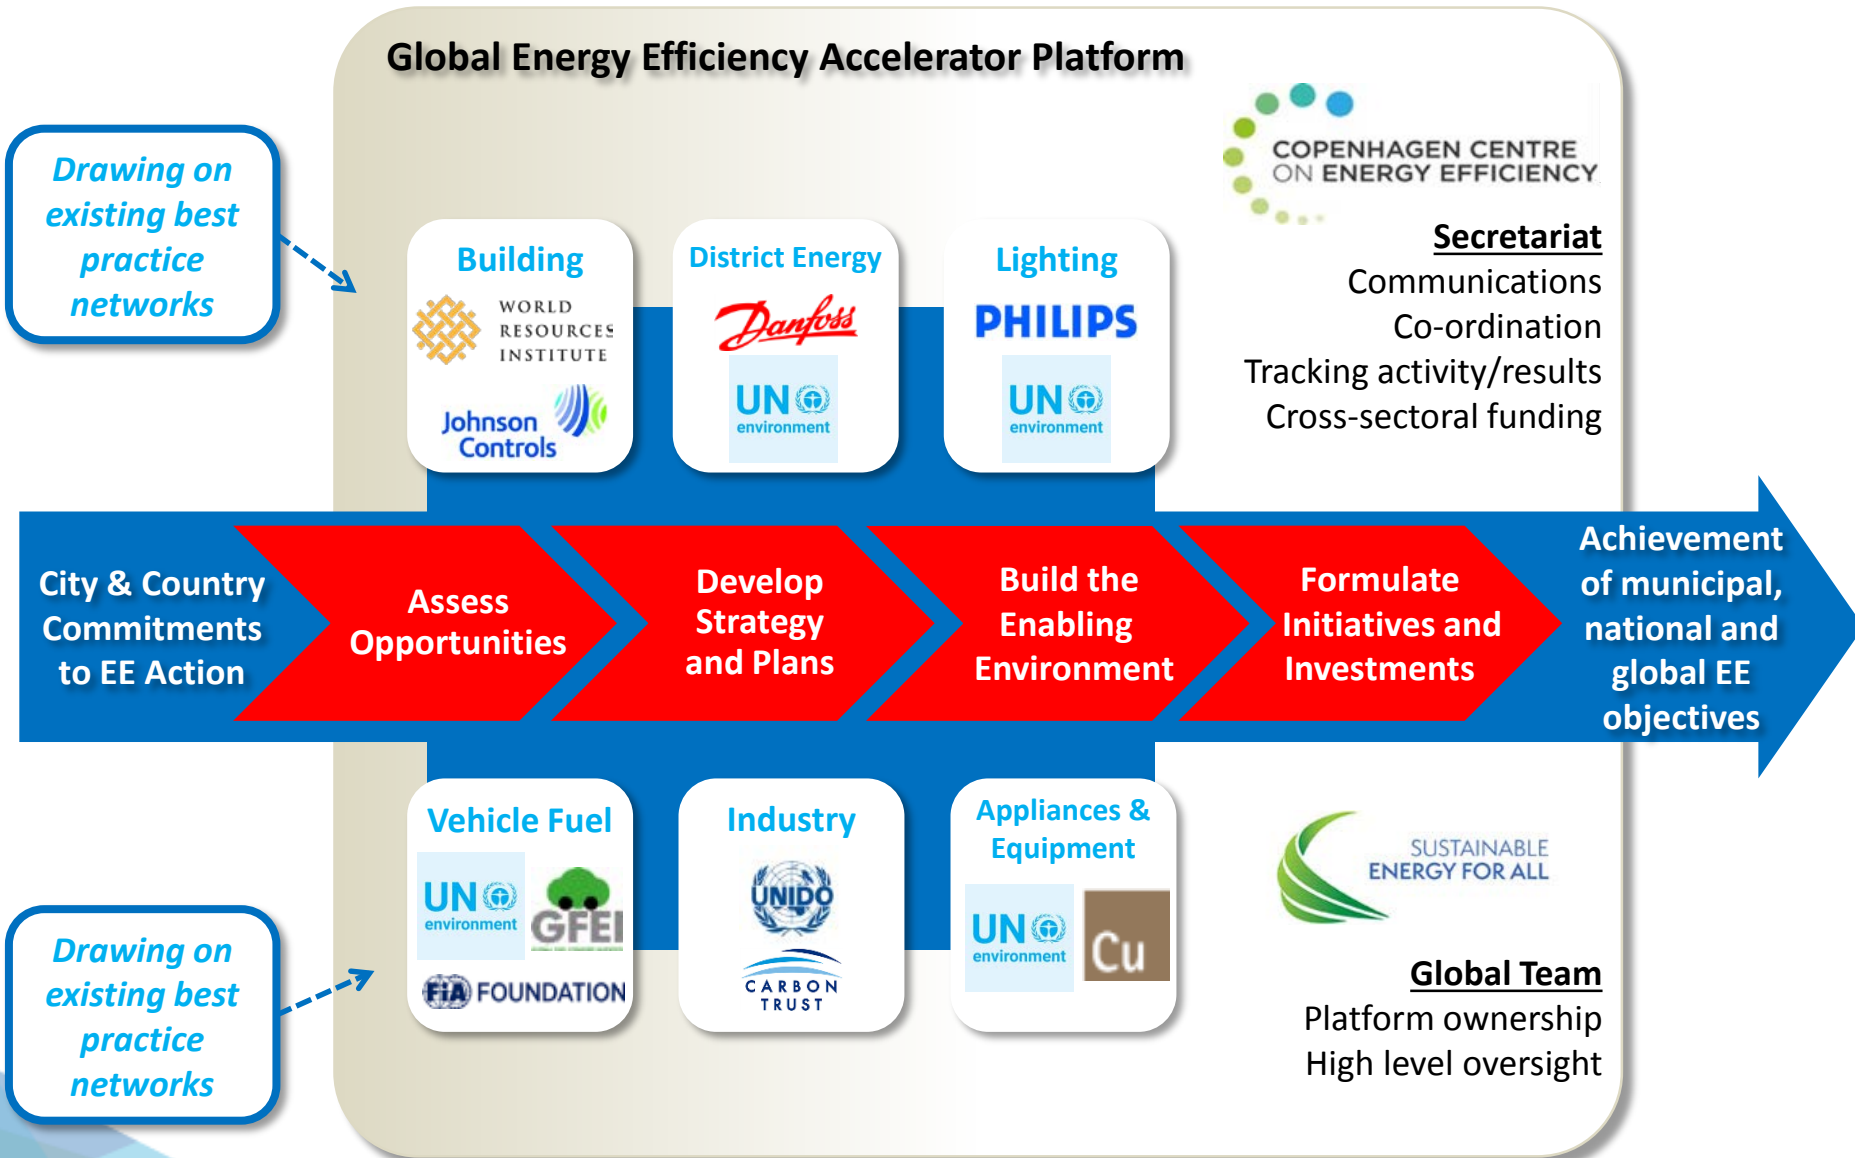 Global Energy Efficiency Accelerator Platform
COPENHAGEN CENTRE
ON ENERGY EFFICIENCY
Drawing on
existing best
practice
networks
Building
WORLD
RESOURCES
INSTITUTE
Johnson
Controls
District Energy
Danfoss
UN
environment
Lighting
PHILIPS
UN
environment
Secretariat
Communications
Co-ordination
Tracking activity/results
Cross-sectoral funding
City & Country
Commitments
to EE Action
Assess
Opportunities
Develop
Strategy
and Plans
Build the
Enabling
Environment
Formulate
Initiatives and
Investments
Achievement
of municipal,
national and
global EE
objectives
Drawing on
existing best
practice
networks
Vehicle Fuel
UN
environment
GFEI
FiA FOUNDATION
Industry
UNIDO
CARBON
TRUST
Appliances &
Equipment
UN
environment
Cu
SUSTAINABLE
ENERGY FOR ALL
Global Team
Platform ownership
High level oversight